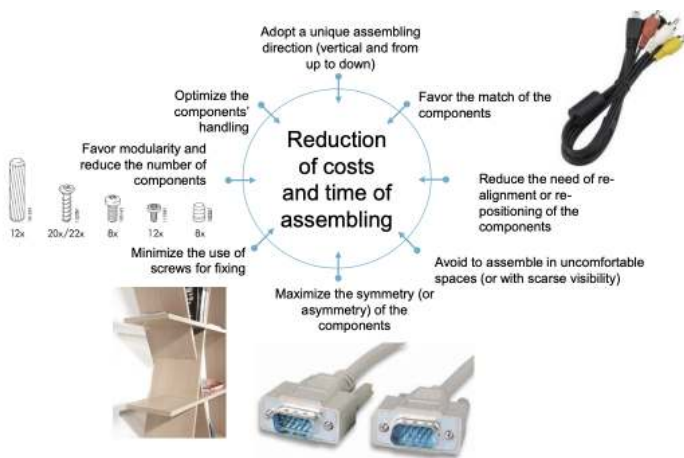 Adopt a unique assembling
direction (vertical and from
up to down)
Optimize the
components'
handling
Favor the match of the
components
Reduction
of costs
and time of
assembling
Favor modularity and
reduce the number of
components
Reduce the need of re-
alignment or re-
positioning of the
components
12x
20x/22x
8x
12x
8x
Minimize the use of
screws for fixing
Avoid to assemble in uncomfortable
spaces (or with scarse visibility)
Maximize the symmetry (or
asymmetry) of the
components